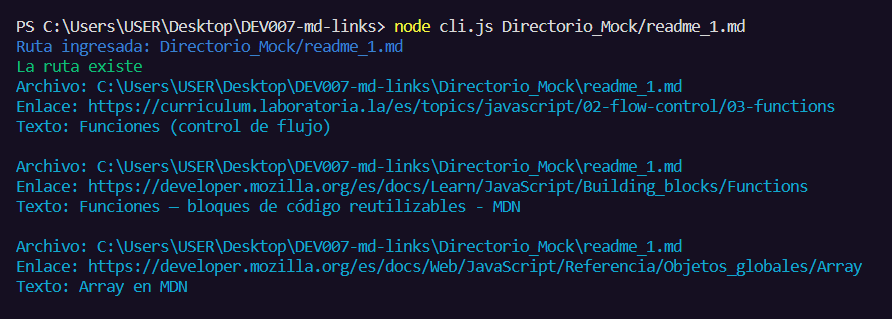 PS C:\Users\USER\Desktop\DEV007-md-links> node cli.js Directorio_Mock/readme_1.md
Ruta ingresada: Directorio_Mock/readme_1.md
La ruta existe
Archivo: C:\Users\USER\Desktop\DEV007-md-links\Directorio_Mock\readme_1.md
Enlace: https://curriculum.laboratoria.la/es/topics/javascript/02-flow-control/03-functions
Texto: Funciones (control de flujo)
Archivo: C:\Users\USER\Desktop\DEV007-md-links\Directorio_Mock\readme_1.md
Enlace: https://developer.mozilla.org/es/docs/Learn/JavaScript/Building_blocks/Functions
Texto: Funciones — bloques de código reutilizables - MDN
Archivo: C:\Users\USER\Desktop\DEV007-md-links\Directorio_Mock\readme_1.md
Enlace: https://developer.mozilla.org/es/docs/Web/JavaScript/Referencia/Objetos_globales/Array
Texto: Array en MDN